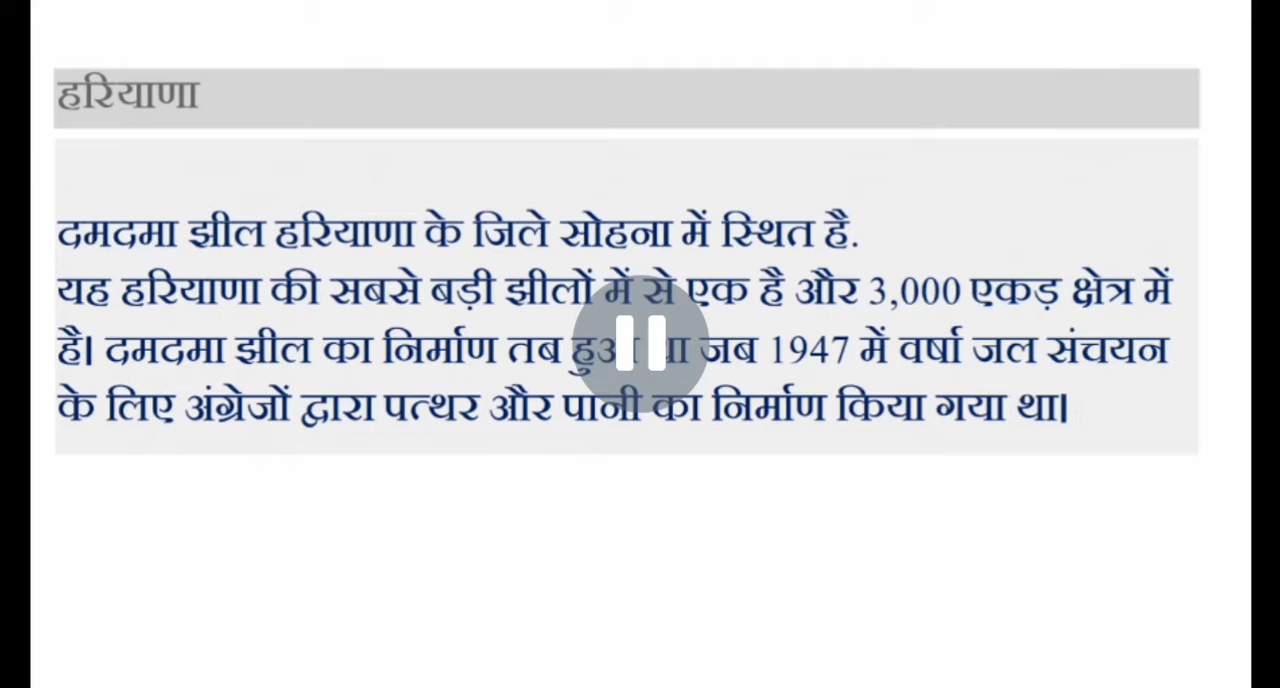 हरियाणा
दमदमा झील हरियाणा के जिले सोहना में स्थित है.
यह हरियाणा की सबसे बड़ी झीलों में से एक है और 3,000 एकड़ क्षेत्र में
है। दमदमा झील का निर्माण तब हुआ था जब 1947 में वर्षा जल संचयन
के लिए अंग्रेजों द्वारा पत्थर और पानी का निर्माण किया गया था।